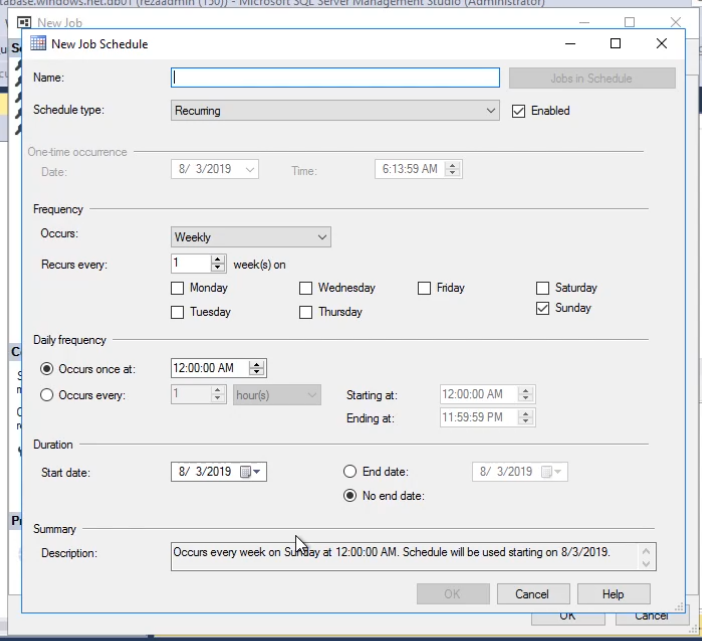 tabase.windows.net.db01 (rezaadmin (150)) - Microsoft SQL Server Management Studio (Administrator)
New Job
New Job Schedule
Name: Jobs in Schedule
Schedule type: Recurring Enabled
One-time occurrence
Date: 8/ 3/2019 Time: 6:13:59 AM
Frequency
Occurs: Weekly
Recurs every: 1 week(s) on
Monday Wednesday Friday Saturday
Tuesday Thursday Sunday
Daily frequency
Occurs once at: 12:00:00 AM
Occurs every: 1 hour(s) Starting at: 12:00:00 AM
Ending at: 11:59:59 PM
Duration
Start date: 8/ 3/2019 End date: 8/ 3/2019
No end date:
Summary
Description: Occurs every week on Sunday at 12:00:00 AM. Schedule will be used starting on 8/3/2019.
OK Cancel Help
OK Cancel